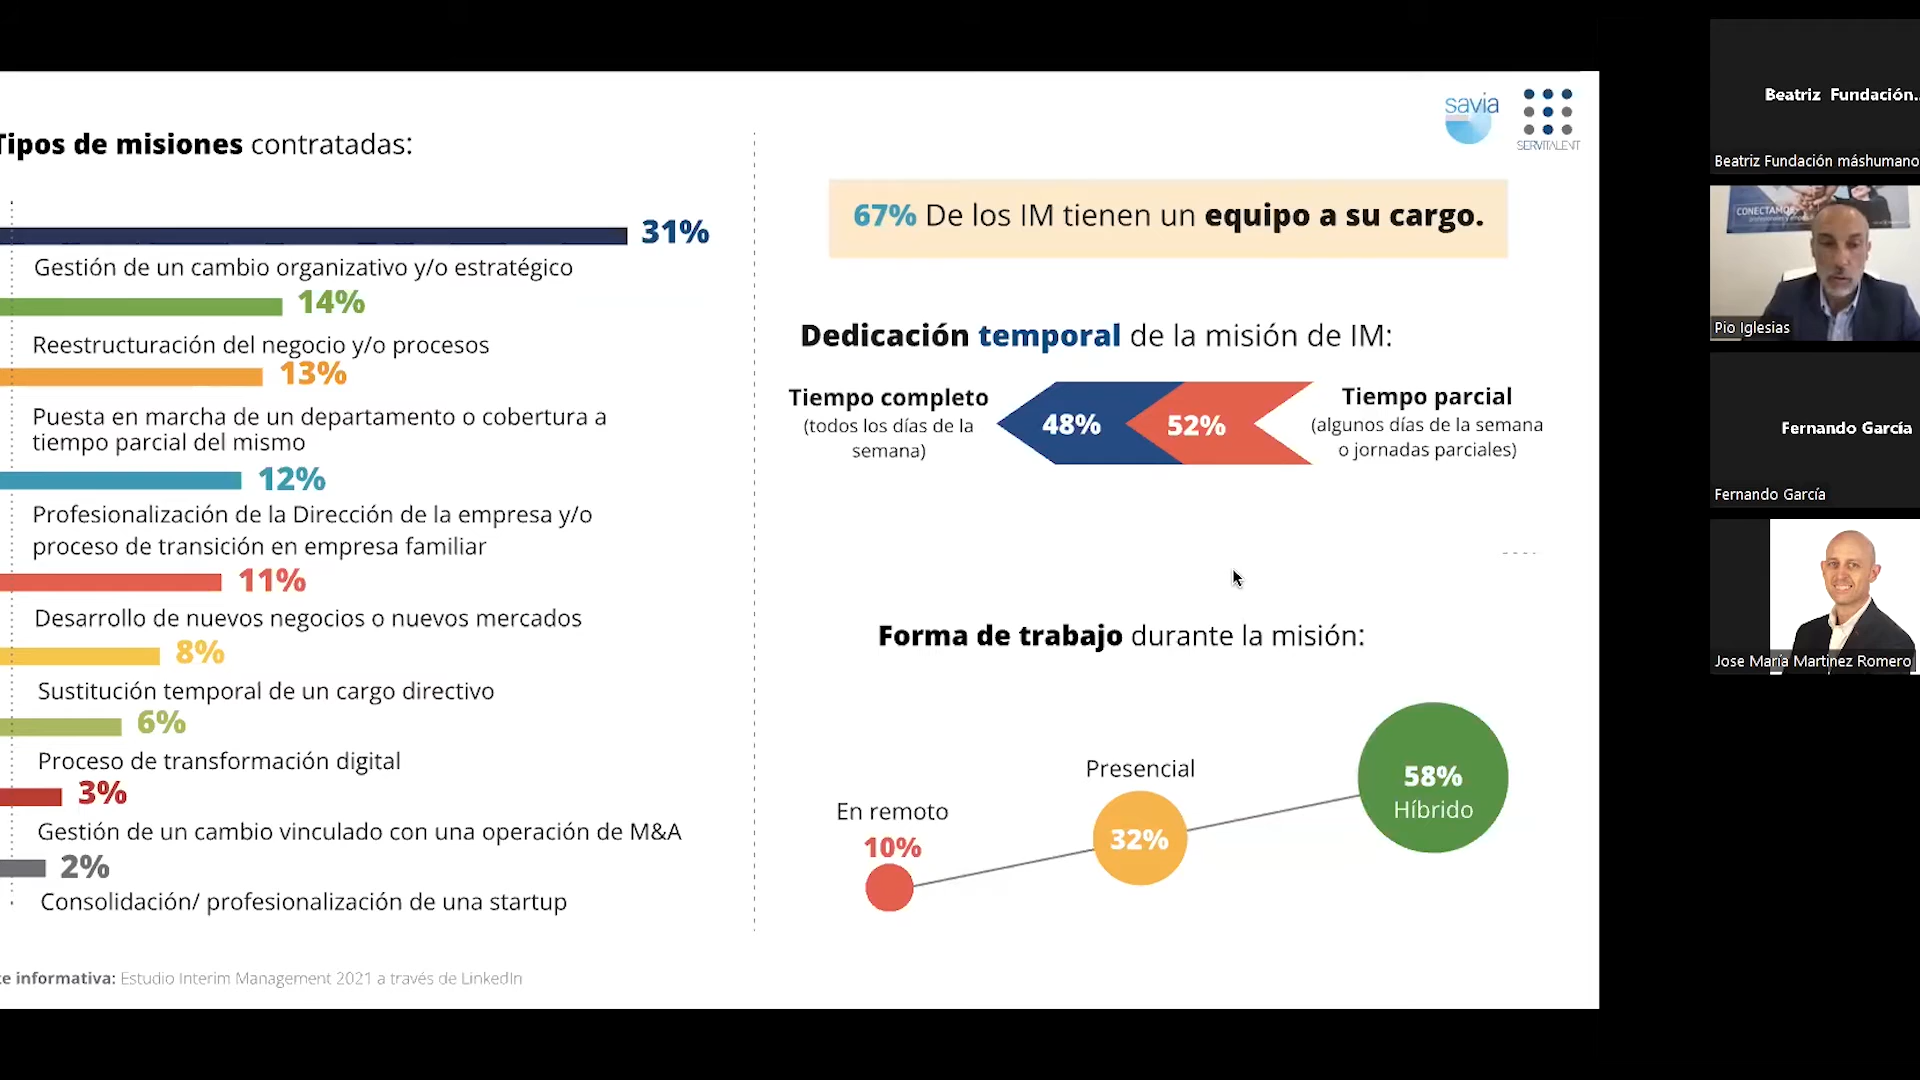 Tipos de misiones contratadas:
31%
Gestión de un cambio organizativo y/o estratégico
14%
Reestructuración del negocio y/o procesos
13%
Puesta en marcha de un departamento o cobertura a
tiempo parcial del mismo
12%
Profesionalización de la Dirección de la empresa y/o
proceso de transición en empresa familiar
11%
Desarrollo de nuevos negocios o nuevos mercados
8%
Sustitución temporal de un cargo directivo
6%
Proceso de transformación digital
3%
Gestión de un cambio vinculado con una operación de M&A
2%
Consolidación/ profesionalización de una startup
te informativa: Estudio Interim Management 2021 a través de LinkedIn
savia
SERVITALENT
67% De los IM tienen un equipo a su cargo.
Dedicación temporal de la misión de IM:
Tiempo completo
(todos los días de la
semana)
48%
52%
Tiempo parcial
(algunos días de la semana
o jornadas parciales)
Forma de trabajo durante la misión:
En remoto
10%
Presencial
32%
58%
Híbrido
Beatriz Fundación...
Beatriz Fundación máshumano
CONECTAMOS
Pio Iglesias
Fernando García
Fernando García
Jose María Martínez Romero